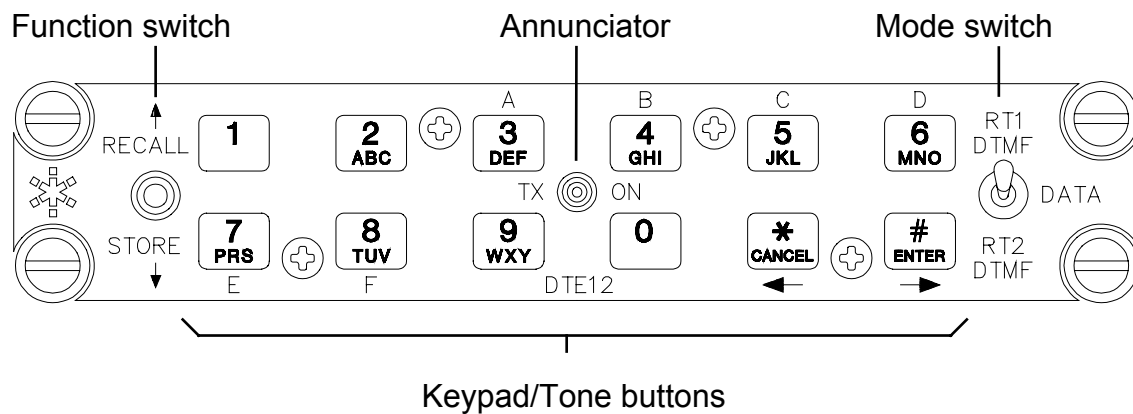 Function switch Annunciator Mode switch
A B C D
RECALL 1 2 3 4 5 6 RT1
ABC DEF GHI JKL MNO DTMF
TX ON DATA
STORE 7 8 9 0 * # RT2
PRS TUV WXY CANCEL ENTER DTMF
E F DTE12
Keypad/Tone buttons